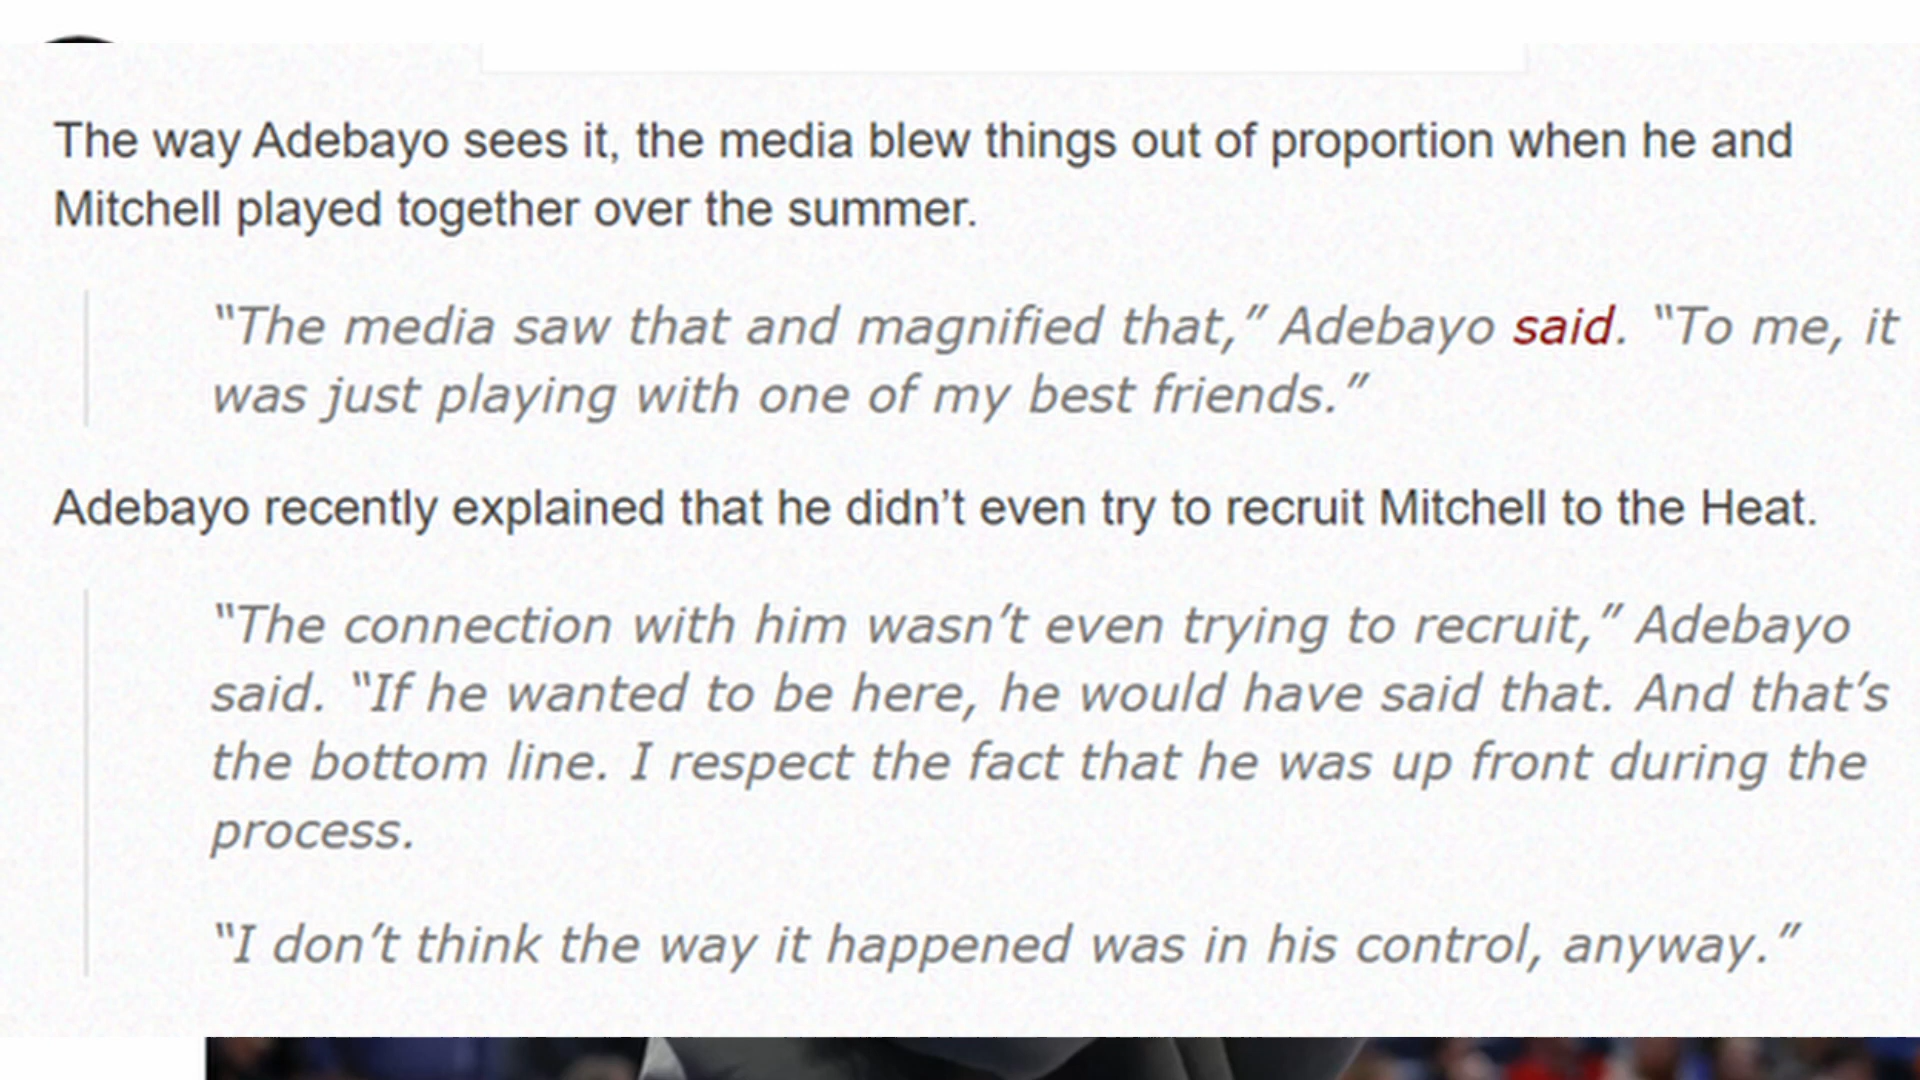 The way Adebayo sees it, the media blew things out of proportion when he and
Mitchell played together over the summer.
“The media saw that and magnified that,” Adebayo said. “To me, it
was just playing with one of my best friends.”
Adebayo recently explained that he didn’t even try to recruit Mitchell to the Heat.
“The connection with him wasn’t even trying to recruit,” Adebayo
said. “If he wanted to be here, he would have said that. And that’s
the bottom line. I respect the fact that he was up front during the
process.
“I don’t think the way it happened was in his control, anyway.”